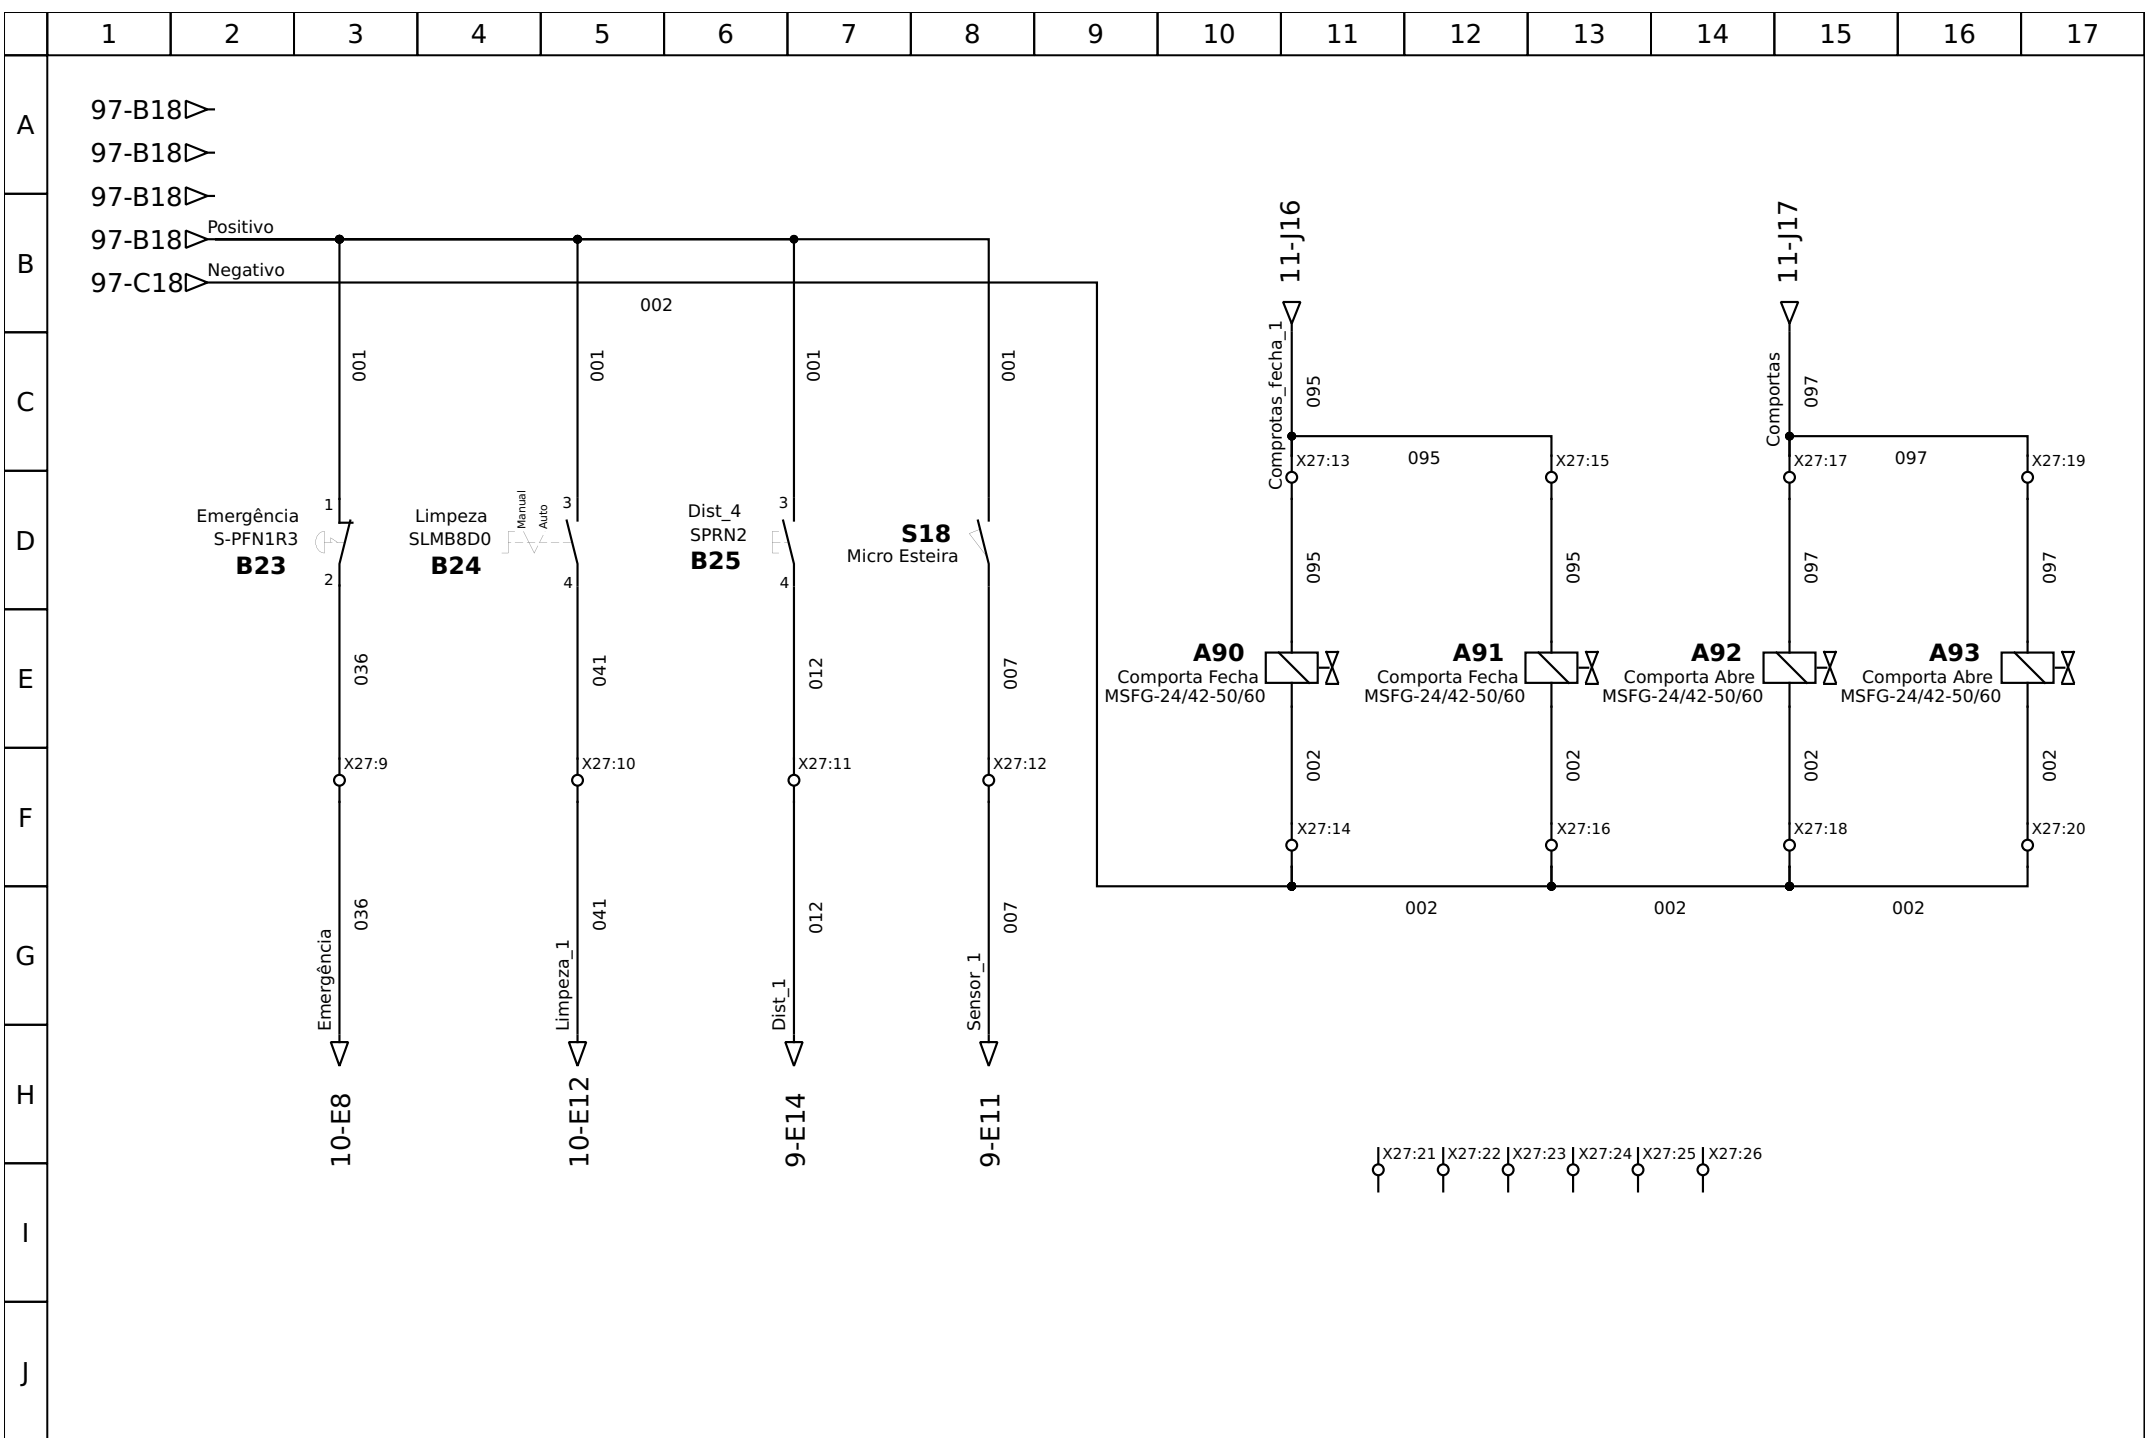 1 2 3 4 5 6 7 8 9 10 11 12 13 14 15 16 17
A
97-B18
97-B18
97-B18
B
97-B18 Positivo
97-C18 Negativo
002
11-J16
11-J17
C
001
001
001
001
Comprotas_fecha_1
095
Comportas
097
095
097
X27:13
X27:15
X27:17
X27:19
D
1
Emergência
S-PFN1R3
B23
2
Limpeza
SLMB8D0
B24
Manual
Auto
3
4
Dist_4
SPRN2
B25
3
4
S18
Micro Esteira
095
095
097
097
E
036
041
012
007
A90
Comporta Fecha
MSFG-24/42-50/60
A91
Comporta Fecha
MSFG-24/42-50/60
A92
Comporta Abre
MSFG-24/42-50/60
A93
Comporta Abre
MSFG-24/42-50/60
F
X27:9
X27:10
X27:11
X27:12
002
002
002
002
X27:14
X27:16
X27:18
X27:20
G
036
041
012
007
002
002
002
Emergência
Limpeza_1
Dist_1
Sensor_1
H
10-E8
10-E12
9-E14
9-E11
X27:21 X27:22 X27:23 X27:24 X27:25 X27:26
I
J